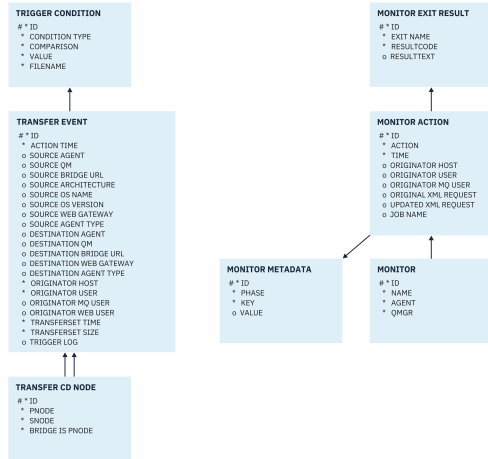 TRIGGER CONDITION
# * ID
* CONDITION TYPE
* COMPARISON
* VALUE
* FILENAME
MONITOR EXIT RESULT
# * ID
* EXIT NAME
* RESULTCODE
o RESULTTEXT
TRANSFER EVENT
# * ID
* ACTION TIME
o SOURCE AGENT
o SOURCE QM
o SOURCE BRIDGE URL
o SOURCE ARCHITECTURE
o SOURCE OS NAME
o SOURCE OS VERSION
o SOURCE WEB GATEWAY
o SOURCE AGENT TYPE
o DESTINATION AGENT
o DESTINATION QM
o DESTINATION BRIDGE URL
o DESTINATION WEB GATEWAY
o DESTINATION AGENT TYPE
* ORIGINATOR HOST
* ORIGINATOR USER
o ORIGINATOR MQ USER
o ORIGINATOR WEB USER
* TRANSFERSET TIME
* TRANSFERSET SIZE
o TRIGGER LOG
MONITOR ACTION
# * ID
* ACTION
* TIME
o ORIGINATOR HOST
o ORIGINATOR USER
o ORIGINATOR MQ USER
o ORIGINAL XML REQUEST
o UPDATED XML REQUEST
o JOB NAME
MONITOR METADATA
# * ID
* PHASE
* KEY
o VALUE
MONITOR
# * ID
* NAME
* AGENT
* QMGR
TRANSFER CD NODE
# * ID
* PNODE
* SNODE
* BRIDGE IS PNODE